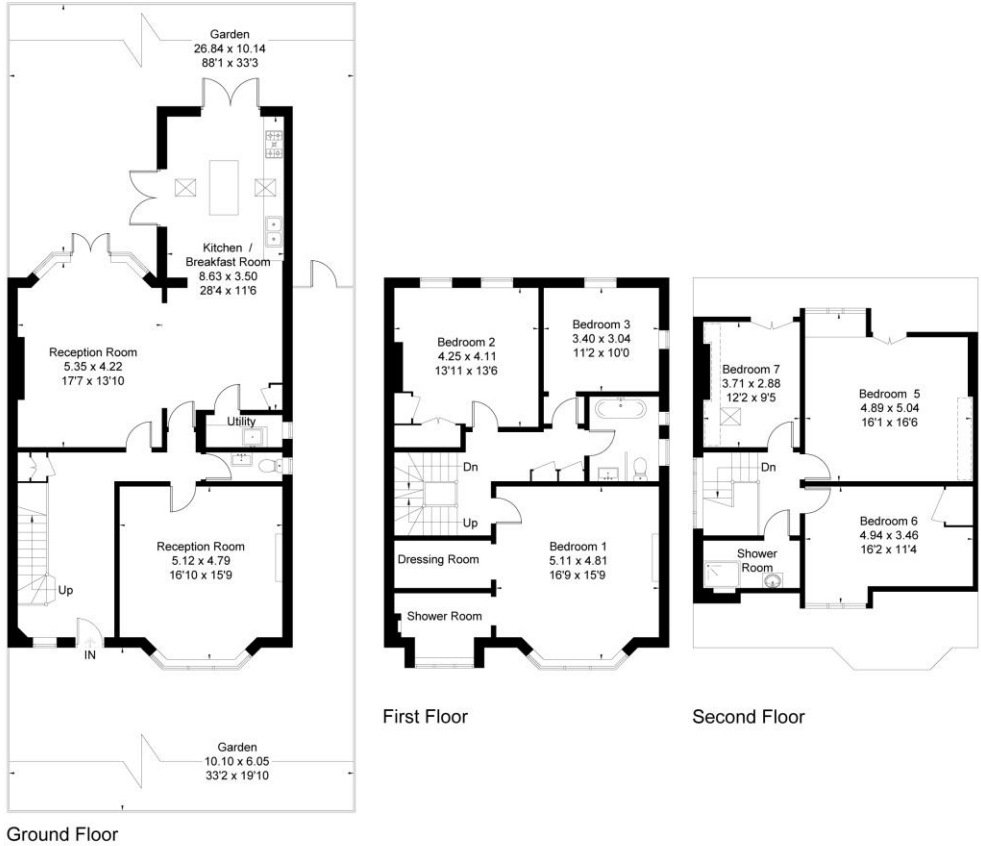 Garden
26.84 x 10.14
88'1 x 33'3
Kitchen /
Breakfast Room
8.63 x 3.50
28'4 x 11'6
Reception Room
5.35 x 4.22
17'7 x 13'10
Utility
Reception Room
5.12 x 4.79
16'10 x 15'9
Up
IN
Garden
10.10 x 6.05
33'2 x 19'10
Ground Floor
Bedroom 2
4.25 x 4.11
13'11 x 13'6
Bedroom 3
3.40 x 3.04
11'2 x 10'0
Dn
Up
Dressing Room
Bedroom 1
5.11 x 4.81
16'9 x 15'9
Shower Room
First Floor
Bedroom 7
3.71 x 2.88
12'2 x 9'5
Bedroom 5
4.89 x 5.04
16'1 x 16'6
Dn
Bedroom 6
4.94 x 3.46
16'2 x 11'4
Shower
Room
Second Floor